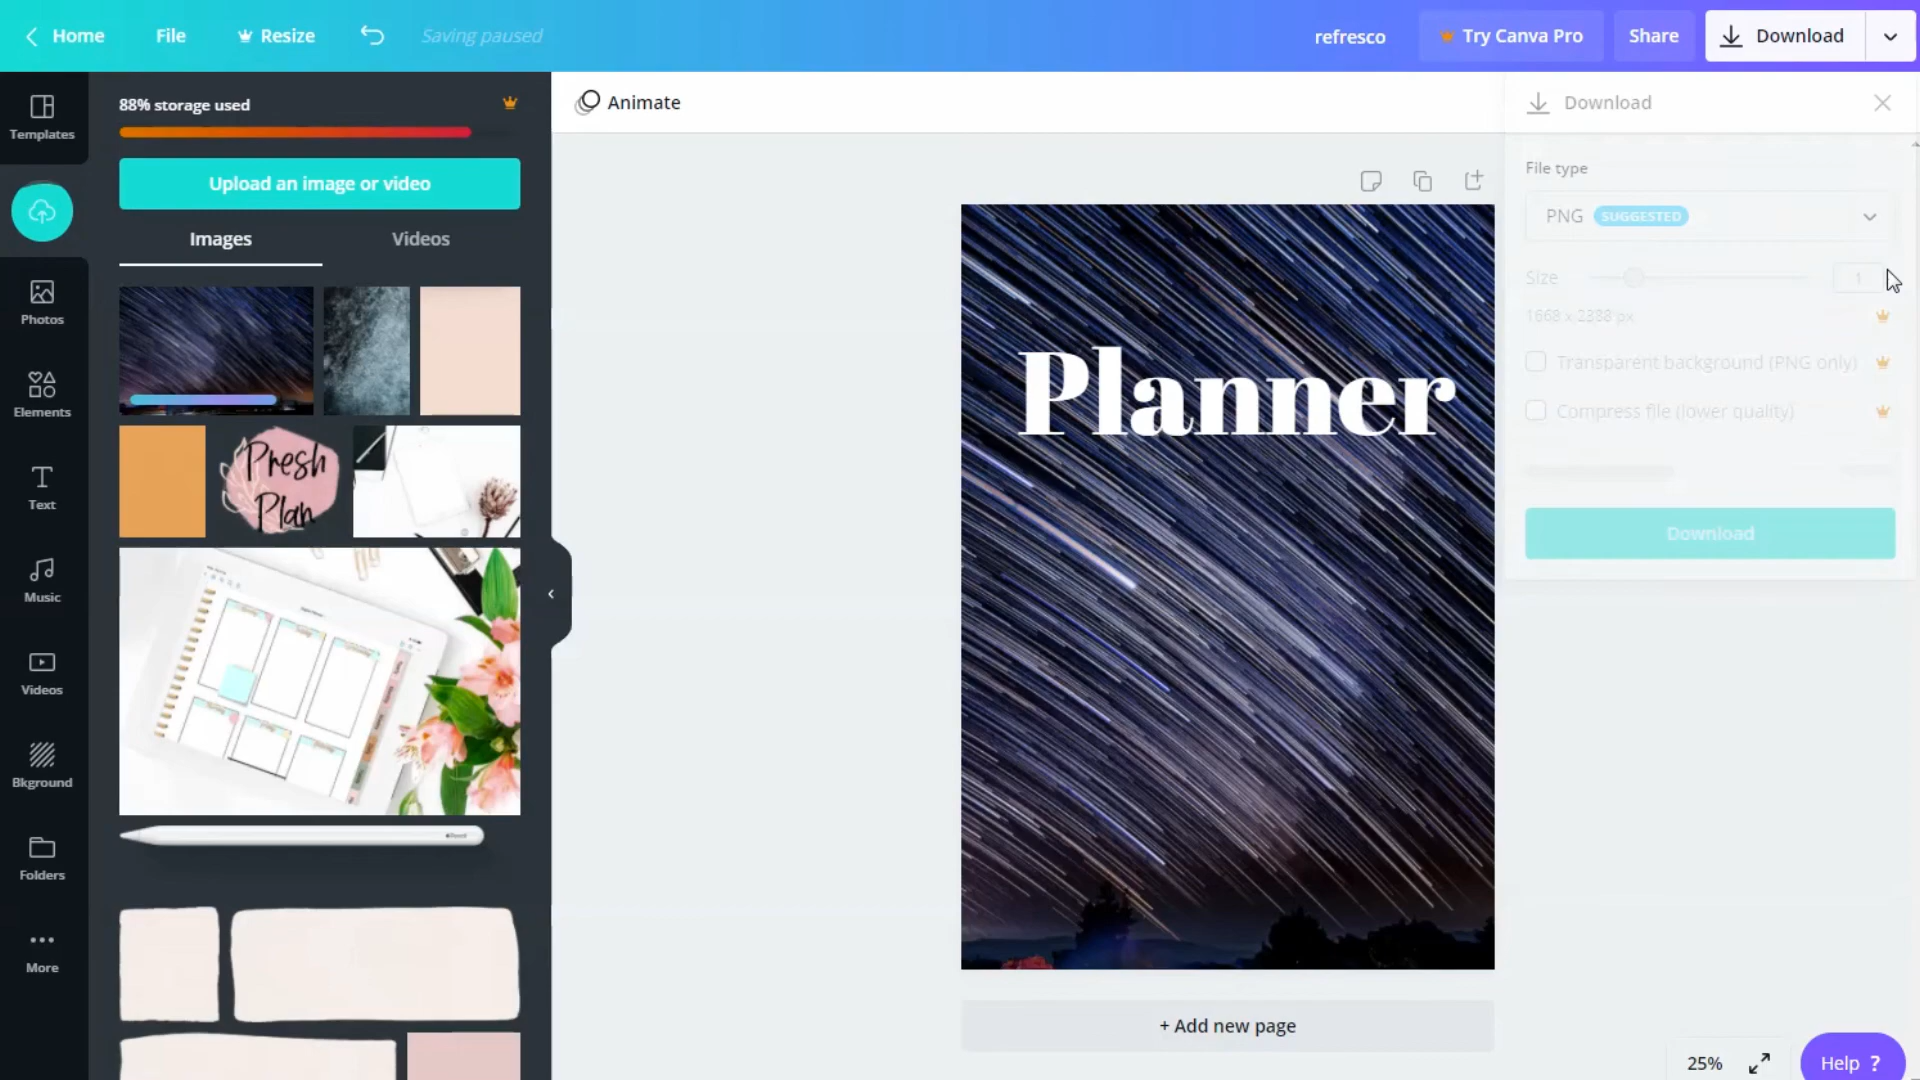 Home File Resize Saving paused refresco Try Canva Pro Share Download
Templates
Photos
Elements
Text
Music
Videos
Bkground
Folders
More
88% storage used
Upload an image or video
Images Videos
Presh
Plan
Animate
Planner
+ Add new page
Download
File type
PNG SUGGESTED
Size 1
1668 x 2388 px
Transparent background (PNG only)
Compress file (lower quality)
Download
25% Help ?